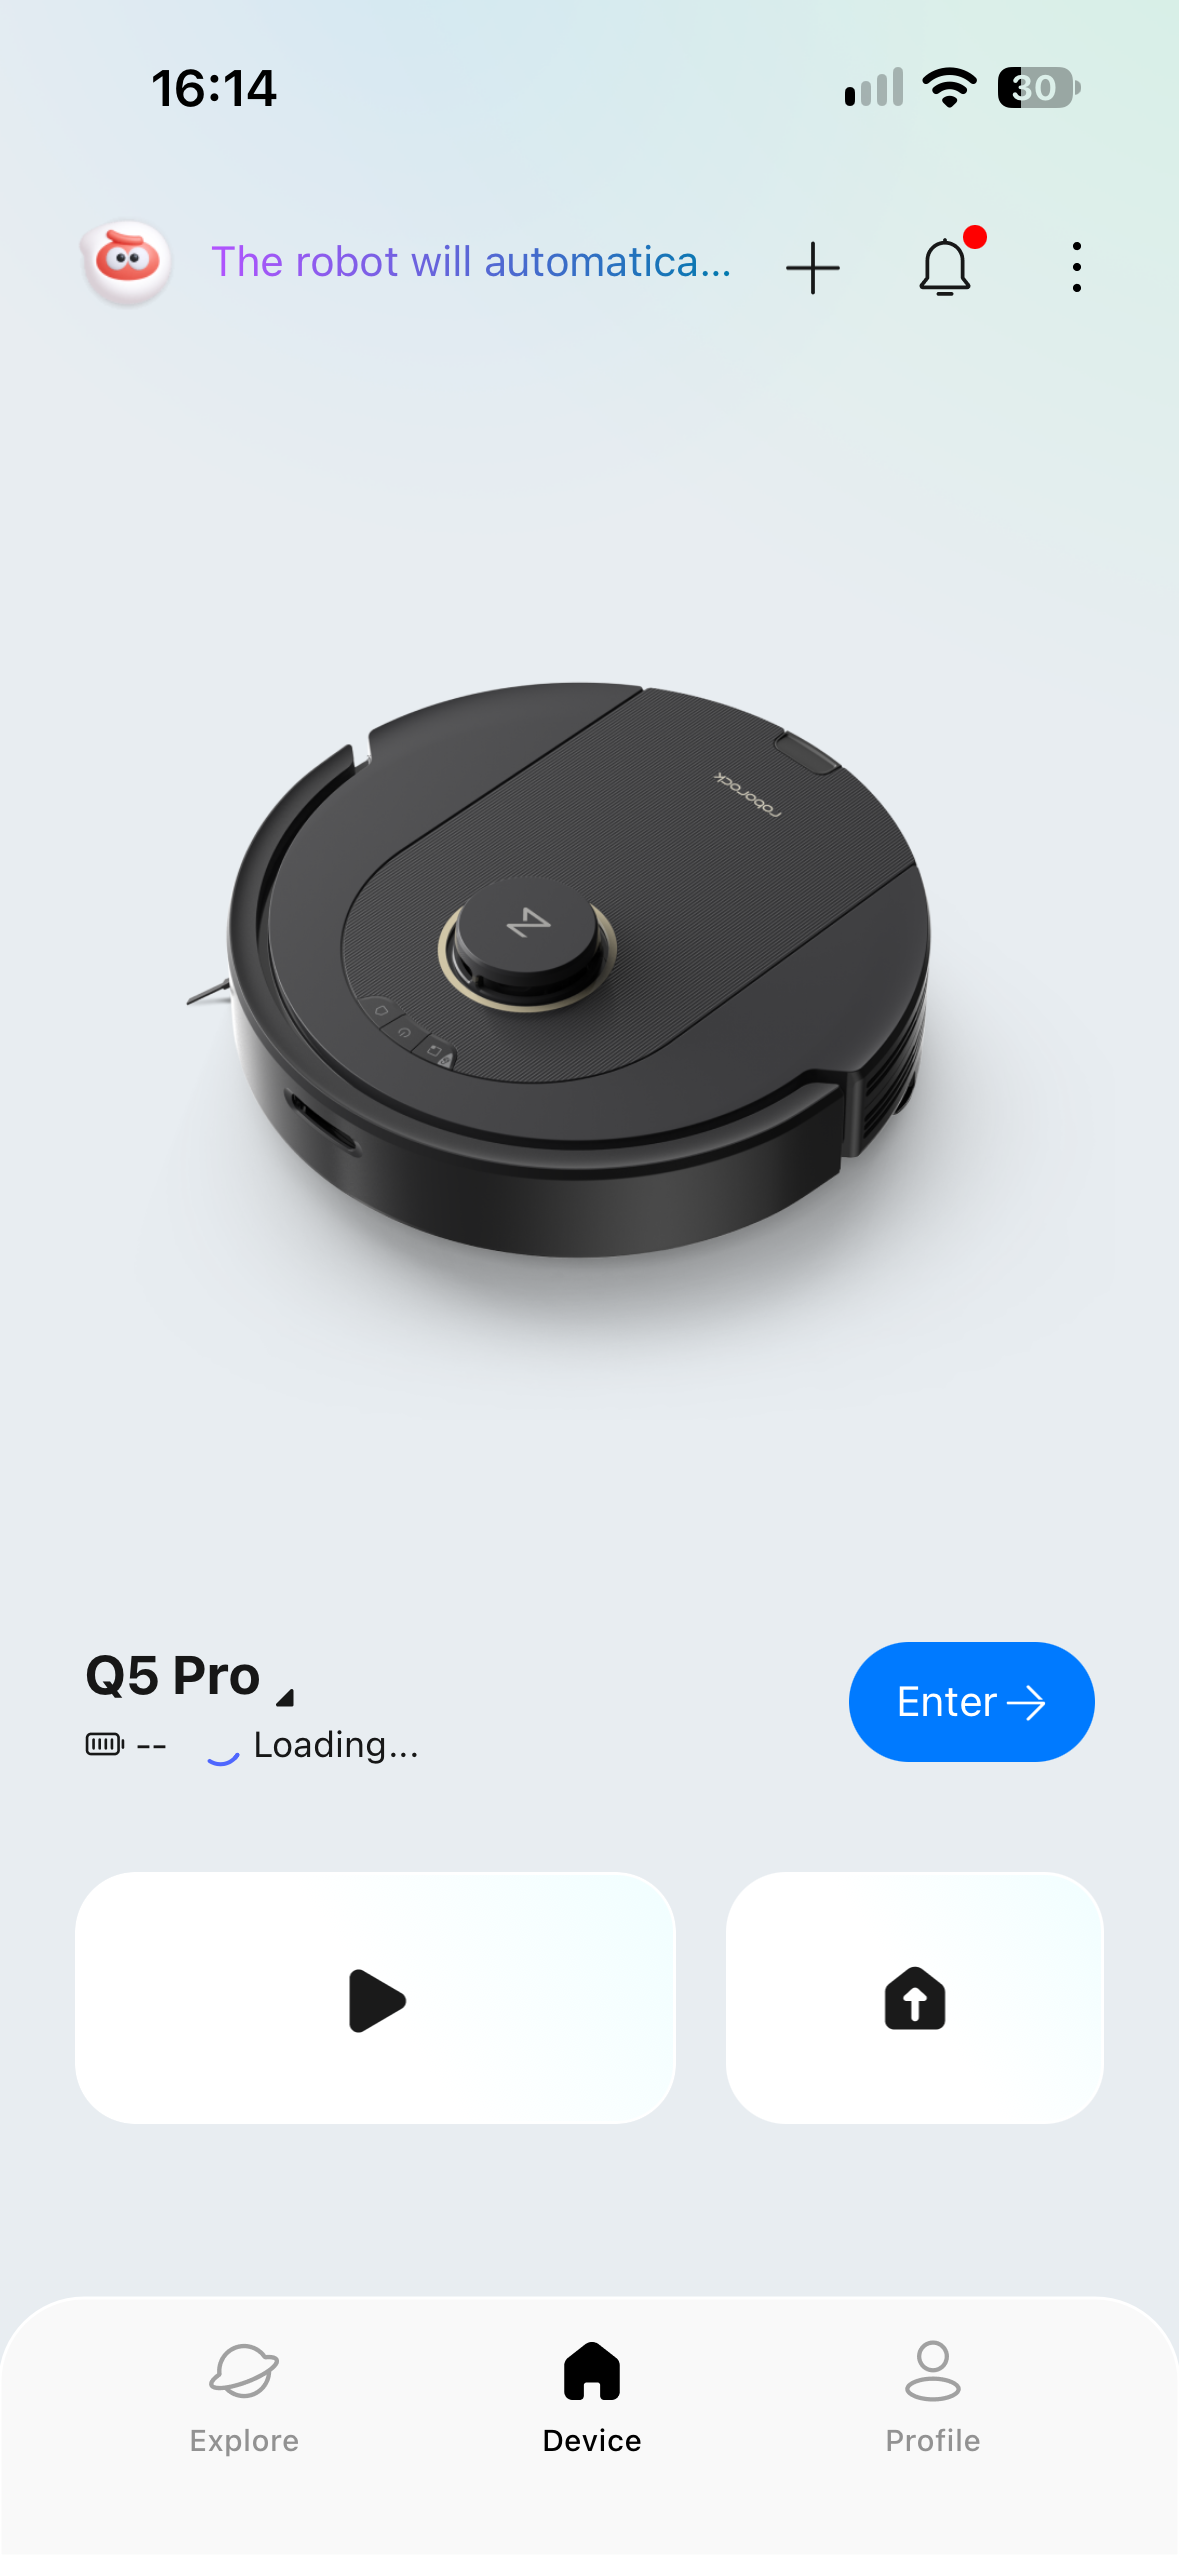 16:14
30
The robot will automatica...
roborock
Q5 Pro
-- Loading...
Enter
Explore
Device
Profile